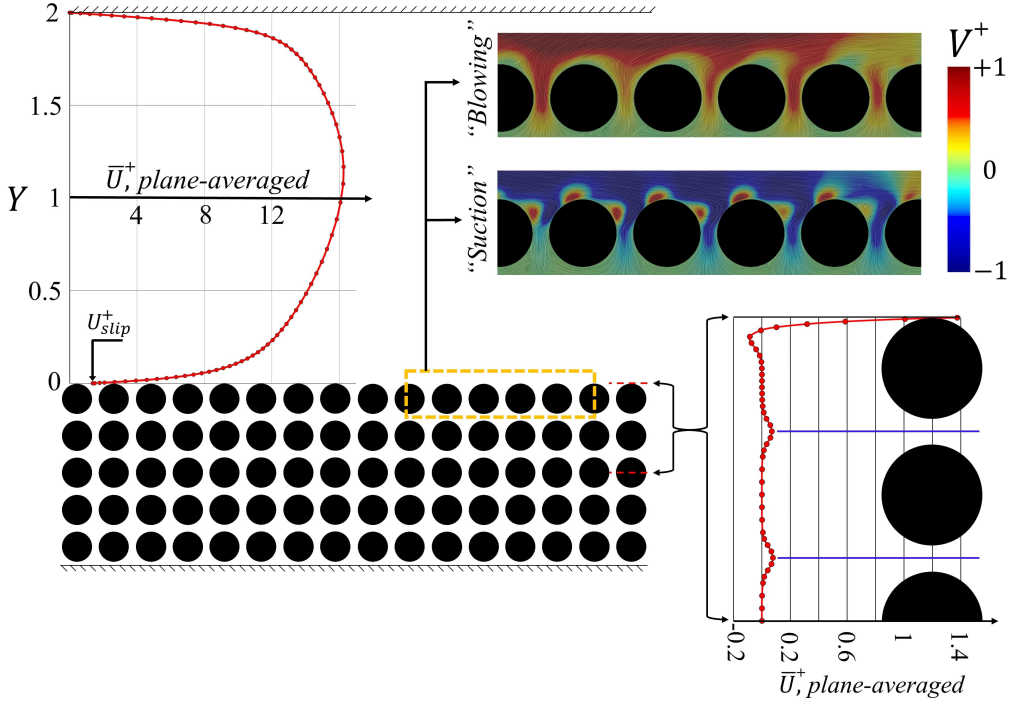 2
1.5
Y
1
0.5
0
U̅,⁺ plane-averaged
4 8 12
U⁺slip
"Blowing"
"Suction"
V⁺
+1
0
−1
-0.2 0.2 0.6 1 1.4
U̅,⁺ plane-averaged